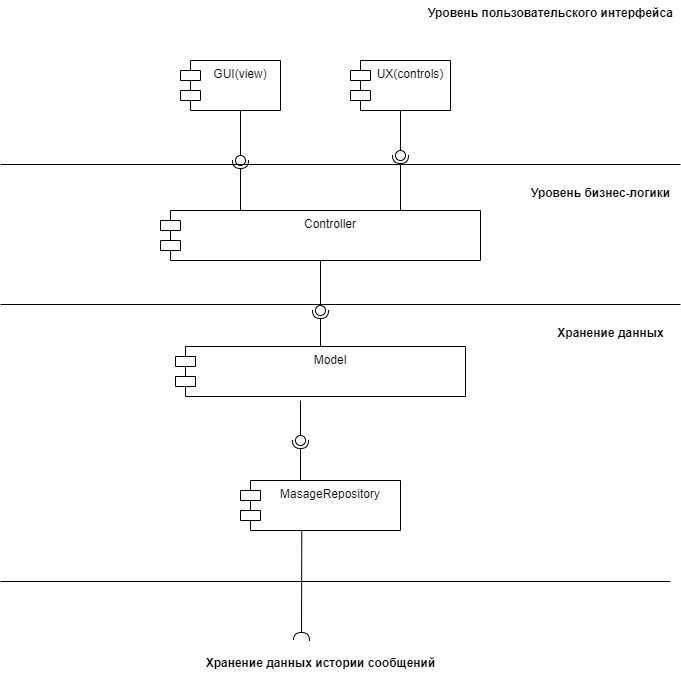 Уровень пользовательского интерфейса
GUI(view)
UX(controls)
Уровень бизнес-логики
Controller
Хранение данных
Model
MasageRepository
Хранение данных истории сообщений